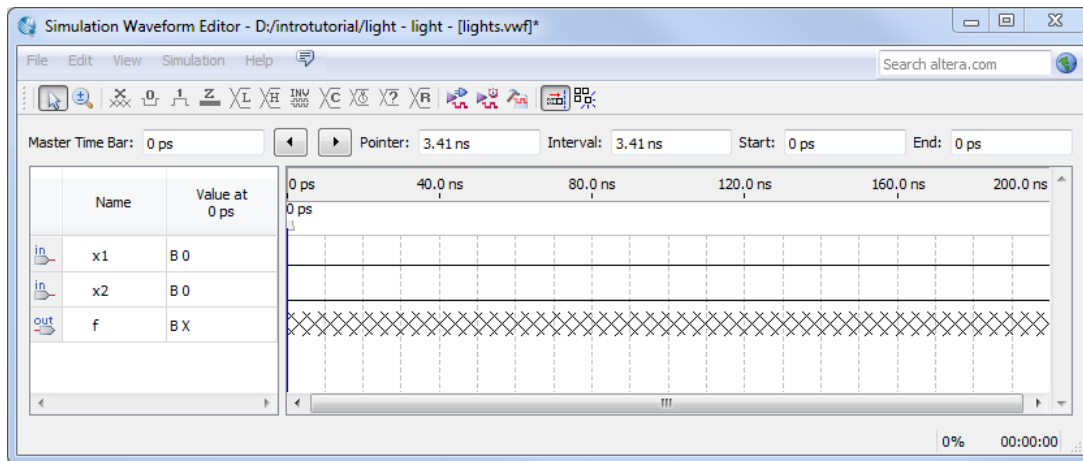 Simulation Waveform Editor - D:/introtutorial/light - light - [lights.vwf]*
File Edit View Simulation Help Search altera.com
Master Time Bar: 0 ps Pointer: 3.41 ns Interval: 3.41 ns Start: 0 ps End: 0 ps
Name Value at 0 ps 0 ps 40.0 ns 80.0 ns 120.0 ns 160.0 ns 200.0 ns
0 ps
in x1 B 0
in x2 B 0
out f B X
0% 00:00:00